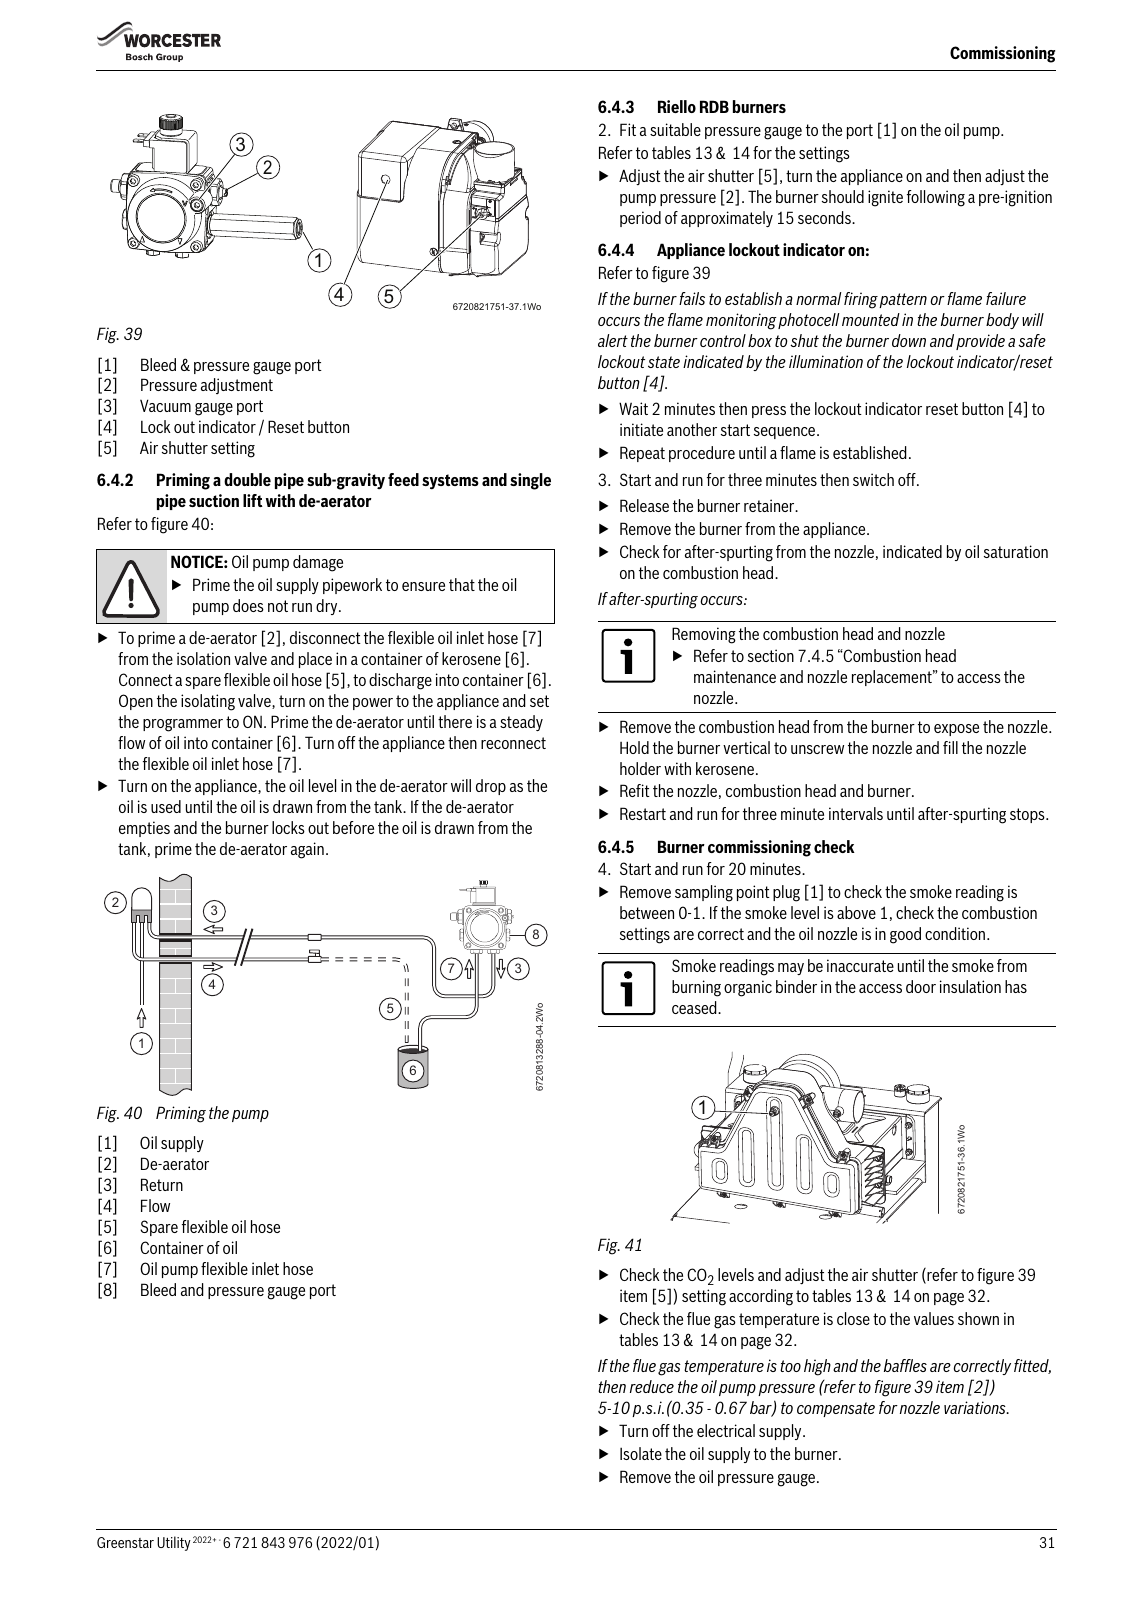 WORCESTER
Bosch Group
Commissioning
3
2
1
4
5
6720821751-37.1Wo
Fig. 39
[1] Bleed & pressure gauge port
[2] Pressure adjustment
[3] Vacuum gauge port
[4] Lock out indicator / Reset button
[5] Air shutter setting
6.4.2 Priming a double pipe sub-gravity feed systems and single
pipe suction lift with de-aerator
Refer to figure 40:
NOTICE: Oil pump damage
▶ Prime the oil supply pipework to ensure that the oil
pump does not run dry.
▶ To prime a de-aerator [2], disconnect the flexible oil inlet hose [7]
from the isolation valve and place in a container of kerosene [6].
Connect a spare flexible oil hose [5], to discharge into container [6].
Open the isolating valve, turn on the power to the appliance and set
the programmer to ON. Prime the de-aerator until there is a steady
flow of oil into container [6]. Turn off the appliance then reconnect
the flexible oil inlet hose [7].
▶ Turn on the appliance, the oil level in the de-aerator will drop as the
oil is used until the oil is drawn from the tank. If the de-aerator
empties and the burner locks out before the oil is drawn from the
tank, prime the de-aerator again.
2
3
8
7
3
4
5
1
6
6720813288-04.2Wo
Fig. 40 Priming the pump
[1] Oil supply
[2] De-aerator
[3] Return
[4] Flow
[5] Spare flexible oil hose
[6] Container of oil
[7] Oil pump flexible inlet hose
[8] Bleed and pressure gauge port
6.4.3 Riello RDB burners
2. Fit a suitable pressure gauge to the port [1] on the oil pump.
Refer to tables 13 & 14 for the settings
▶ Adjust the air shutter [5], turn the appliance on and then adjust the
pump pressure [2]. The burner should ignite following a pre-ignition
period of approximately 15 seconds.
6.4.4 Appliance lockout indicator on:
Refer to figure 39
If the burner fails to establish a normal firing pattern or flame failure
occurs the flame monitoring photocell mounted in the burner body will
alert the burner control box to shut the burner down and provide a safe
lockout state indicated by the illumination of the lockout indicator/reset
button [4].
▶ Wait 2 minutes then press the lockout indicator reset button [4] to
initiate another start sequence.
▶ Repeat procedure until a flame is established.
3. Start and run for three minutes then switch off.
▶ Release the burner retainer.
▶ Remove the burner from the appliance.
▶ Check for after-spurting from the nozzle, indicated by oil saturation
on the combustion head.
If after-spurting occurs:
Removing the combustion head and nozzle
▶ Refer to section 7.4.5 “Combustion head
maintenance and nozzle replacement” to access the
nozzle.
▶ Remove the combustion head from the burner to expose the nozzle.
Hold the burner vertical to unscrew the nozzle and fill the nozzle
holder with kerosene.
▶ Refit the nozzle, combustion head and burner.
▶ Restart and run for three minute intervals until after-spurting stops.
6.4.5 Burner commissioning check
4. Start and run for 20 minutes.
▶ Remove sampling point plug [1] to check the smoke reading is
between 0-1. If the smoke level is above 1, check the combustion
settings are correct and the oil nozzle is in good condition.
Smoke readings may be inaccurate until the smoke from
burning organic binder in the access door insulation has
ceased.
1
6720821751-36.1Wo
Fig. 41
▶ Check the CO2 levels and adjust the air shutter (refer to figure 39
item [5]) setting according to tables 13 & 14 on page 32.
▶ Check the flue gas temperature is close to the values shown in
tables 13 & 14 on page 32.
If the flue gas temperature is too high and the baffles are correctly fitted,
then reduce the oil pump pressure (refer to figure 39 item [2])
5-10 p.s.i.(0.35 - 0.67 bar) to compensate for nozzle variations.
▶ Turn off the electrical supply.
▶ Isolate the oil supply to the burner.
▶ Remove the oil pressure gauge.
Greenstar Utility 2022+ · 6 721 843 976 (2022/01)
31